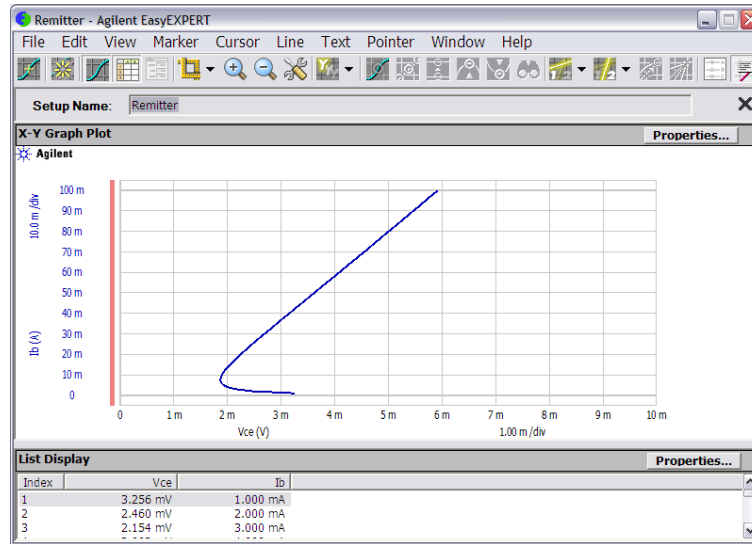 Remitter - Agilent EasyEXPERT
File Edit View Marker Cursor Line Text Pointer Window Help
Setup Name: Remitter
X-Y Graph Plot Properties...
Agilent
10.0 m /div
Ib (A)
100 m
90 m
80 m
70 m
60 m
50 m
40 m
30 m
20 m
10 m
0
0 1 m 2 m 3 m 4 m 5 m 6 m 7 m 8 m 9 m 10 m
Vce (V) 1.00 m /div
List Display Properties...
Index Vce Ib
1 3.256 mV 1.000 mA
2 2.460 mV 2.000 mA
3 2.154 mV 3.000 mA